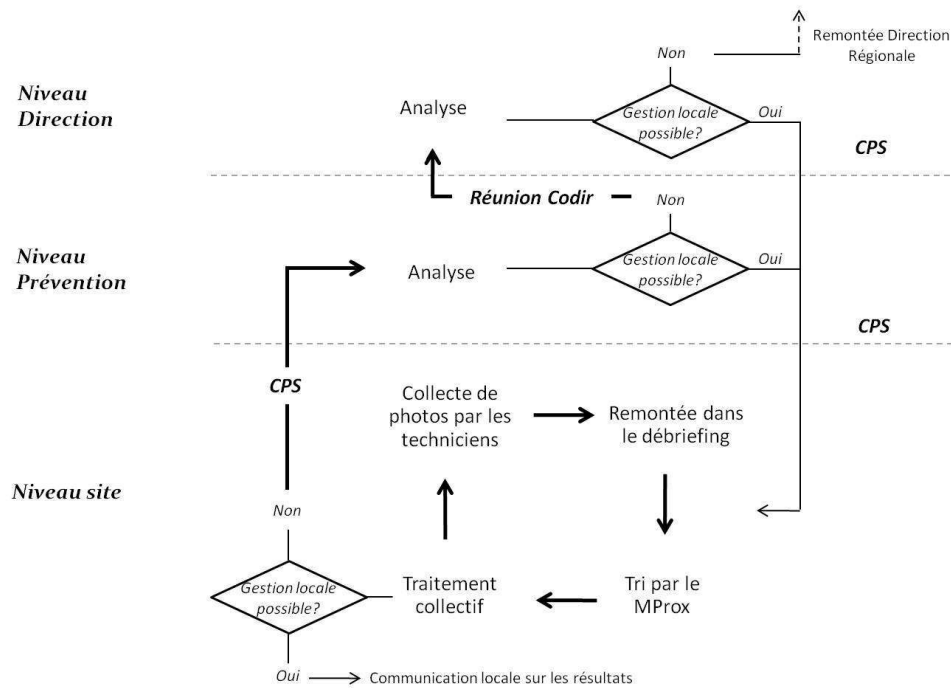 Remontée Direction
Régionale
Non
Niveau
Direction
Analyse
Gestion locale
possible?
Oui
CPS
Réunion Codir
Non
Niveau
Prévention
Analyse
Gestion locale
possible?
Oui
CPS
CPS
Collecte de
photos par les
techniciens
Remontée dans
le débriefing
Niveau site
Non
Gestion locale
possible?
Traitement
collectif
Tri par le
MProx
Oui
Communication locale sur les résultats